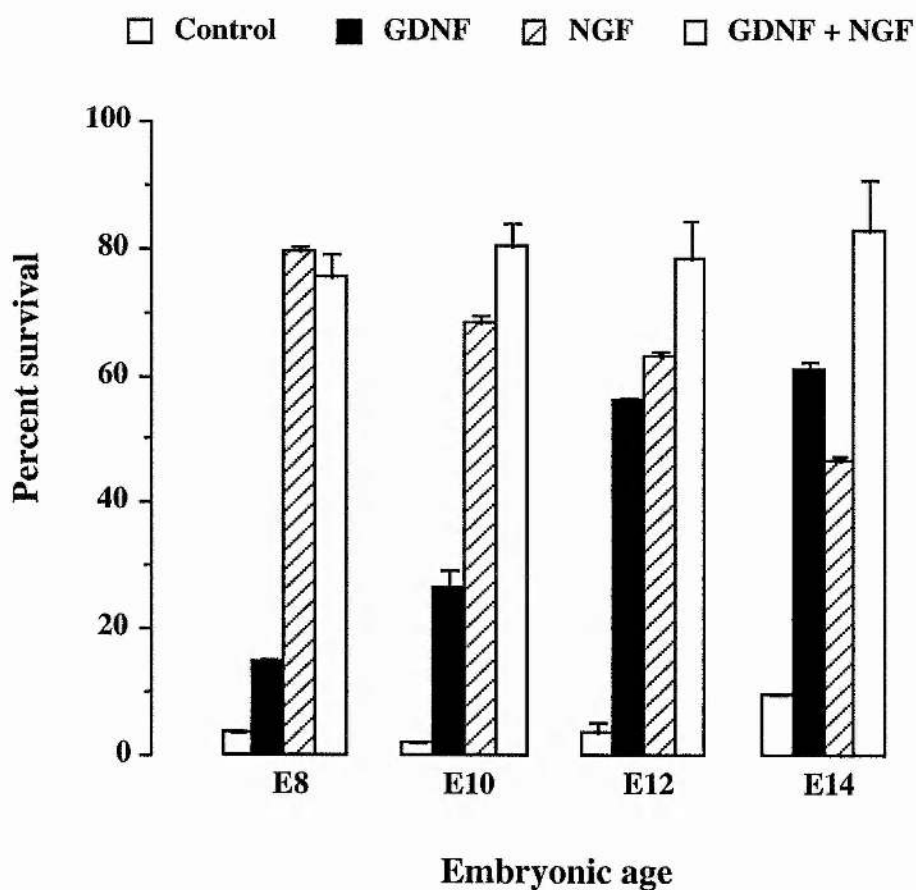 Control GDNF NGF GDNF + NGF
100
80
60
40
20
0
Percent survival
E8 E10 E12 E14
Embryonic age